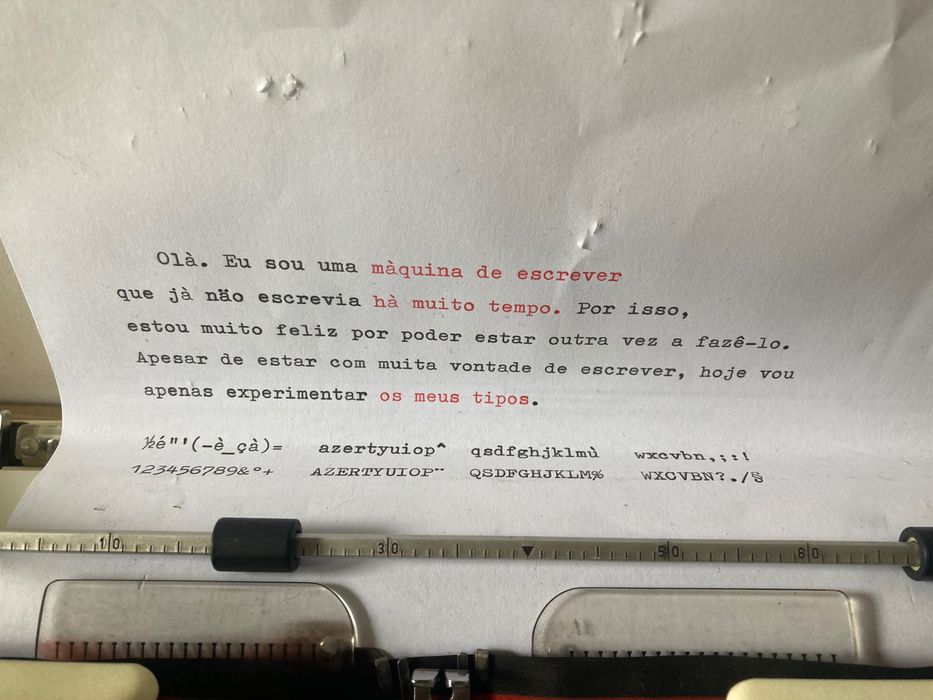 Olà. Eu sou uma màquina de escrever
que jà não escrevia hà muito tempo. Por isso,
estou muito feliz por poder estar outra vez a fazê-lo.
Apesar de estar com muita vontade de escrever, hoje vou
apenas experimentar os meus tipos.
½é"'(-è_çà)= azertyuiop^ qsdfghjklmù wxcvbn,;:!
123456789&°+ AZERTYUIOP¨ QSDFGHJKLM% WXCVBN?./§
10 30 50 60